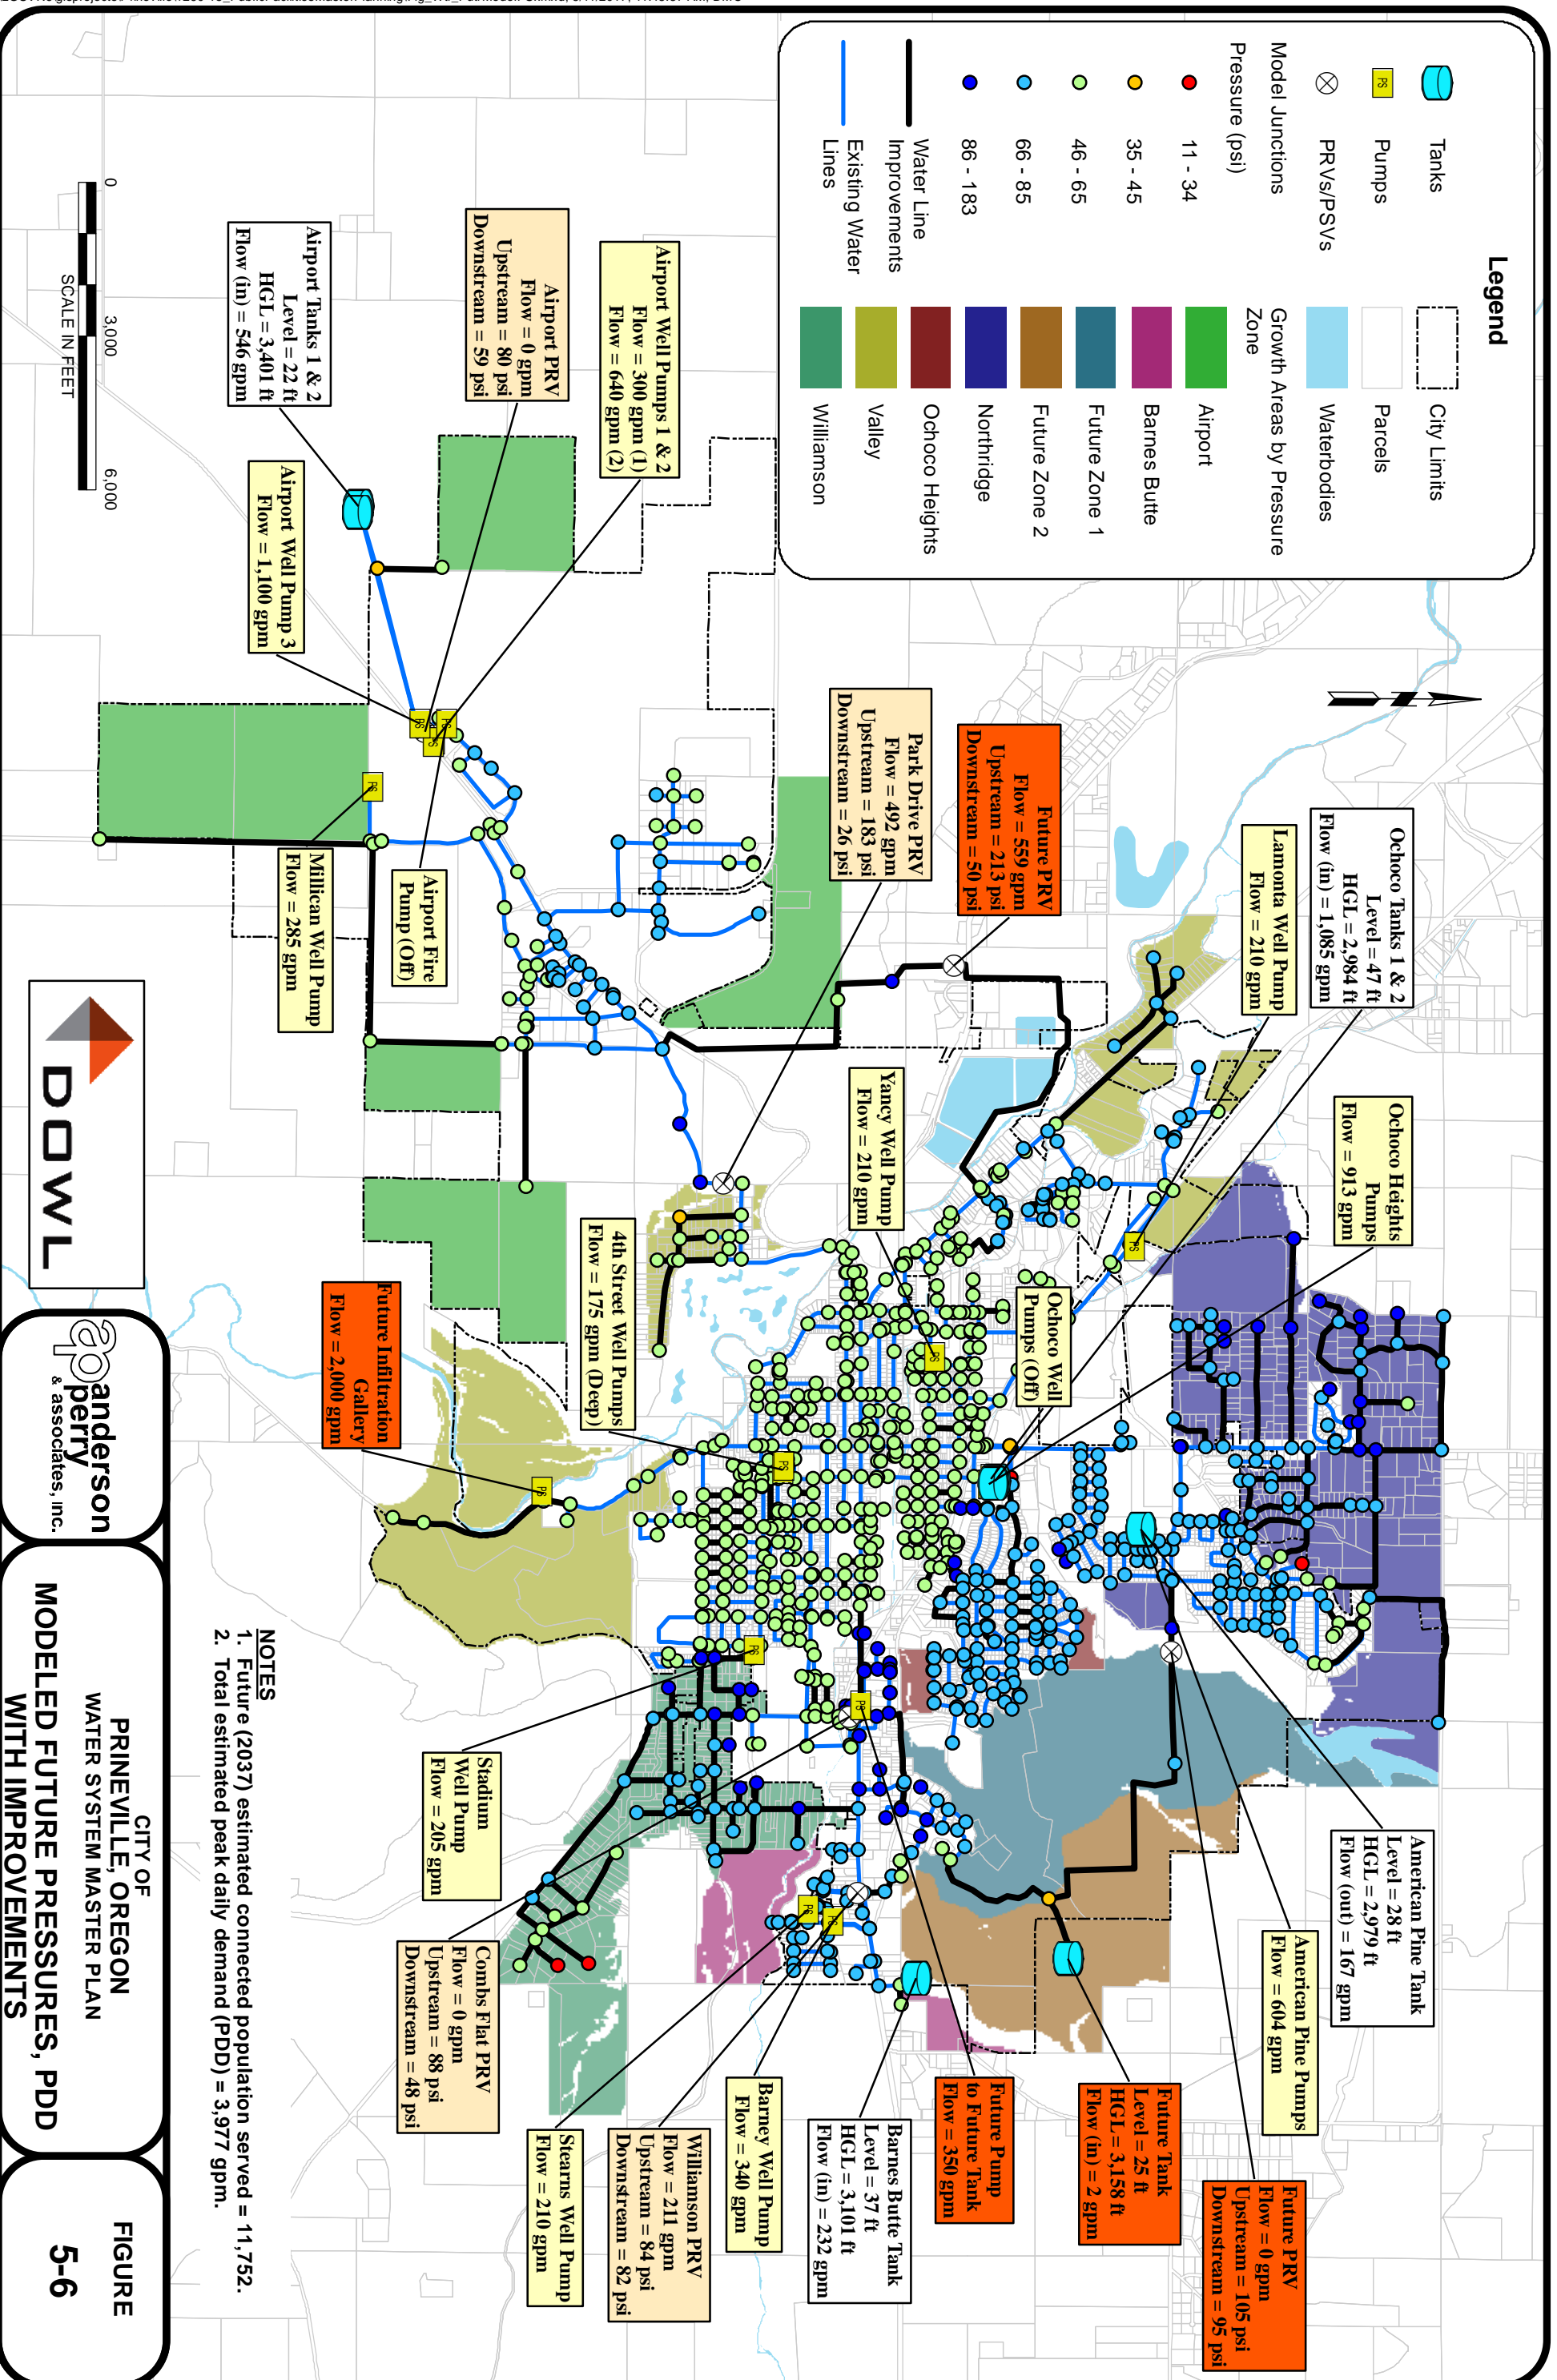 Legend
Tanks
Pumps
PRVs/PSVs
Model Junctions
Pressure (psi)
11 - 34
35 - 45
46 - 65
66 - 85
86 - 183
Water Line
Improvements
Existing Water
Lines
City Limits
Parcels
Waterbodies
Growth Areas by Pressure
Zone
Airport
Barnes Butte
Future Zone 1
Future Zone 2
Northridge
Ochoco Heights
Valley
Williamson
Ochoco Heights
Pumps
Flow = 913 gpm
American Pine Tank
Level = 28 ft
HGL = 2,979 ft
Flow (out) = 167 gpm
American Pine Pumps
Flow = 604 gpm
Future PRV
Flow = 0 gpm
Upstream = 105 psi
Downstream = 95 psi
Ochoco Tanks 1 & 2
Level = 47 ft
HGL = 2,984 ft
Flow (in) = 1,085 gpm
Lamonta Well Pump
Flow = 210 gpm
Future Tank
Level = 25 ft
HGL = 3,158 ft
Flow (in) = 2 gpm
Ochoco Well
Pumps (Off)
Future PRV
Flow = 559 gpm
Upstream = 213 psi
Downstream = 50 psi
Future Pump
to Future Tank
Flow = 350 gpm
Park Drive PRV
Flow = 492 gpm
Upstream = 183 psi
Downstream = 26 psi
Yancy Well Pump
Flow = 210 gpm
Barnes Butte Tank
Level = 37 ft
HGL = 3,101 ft
Flow (in) = 232 gpm
Barney Well Pump
Flow = 340 gpm
Airport Well Pumps 1 & 2
Flow = 300 gpm (1)
Flow = 640 gpm (2)
4th Street Well Pumps
Flow = 175 gpm (Deep)
Williamson PRV
Flow = 211 gpm
Upstream = 84 psi
Downstream = 82 psi
Airport PRV
Flow = 0 gpm
Upstream = 80 psi
Downstream = 59 psi
Stearns Well Pump
Flow = 210 gpm
Stadium
Well Pump
Flow = 205 gpm
Combs Flat PRV
Flow = 0 gpm
Upstream = 88 psi
Downstream = 48 psi
Airport Fire
Pump (Off)
Future Infiltration
Gallery
Flow = 2,000 gpm
Airport Tanks 1 & 2
Level = 22 ft
HGL = 3,401 ft
Flow (in) = 546 gpm
Airport Well Pump 3
Flow = 1,100 gpm
Millican Well Pump
Flow = 285 gpm
PS
PS
PS
PS
PS
PS
PS
PS
PS
PS
PS
PS
PS
0 3,000 6,000
SCALE IN FEET
NOTES
1. Future (2037) estimated connected population served = 11,752.
2. Total estimated peak daily demand (PDD) = 3,977 gpm.
DOWL
ap anderson
perry
& associates, inc.
CITY OF
PRINEVILLE, OREGON
WATER SYSTEM MASTER PLAN
MODELED FUTURE PRESSURES, PDD
WITH IMPROVEMENTS
FIGURE
5-6